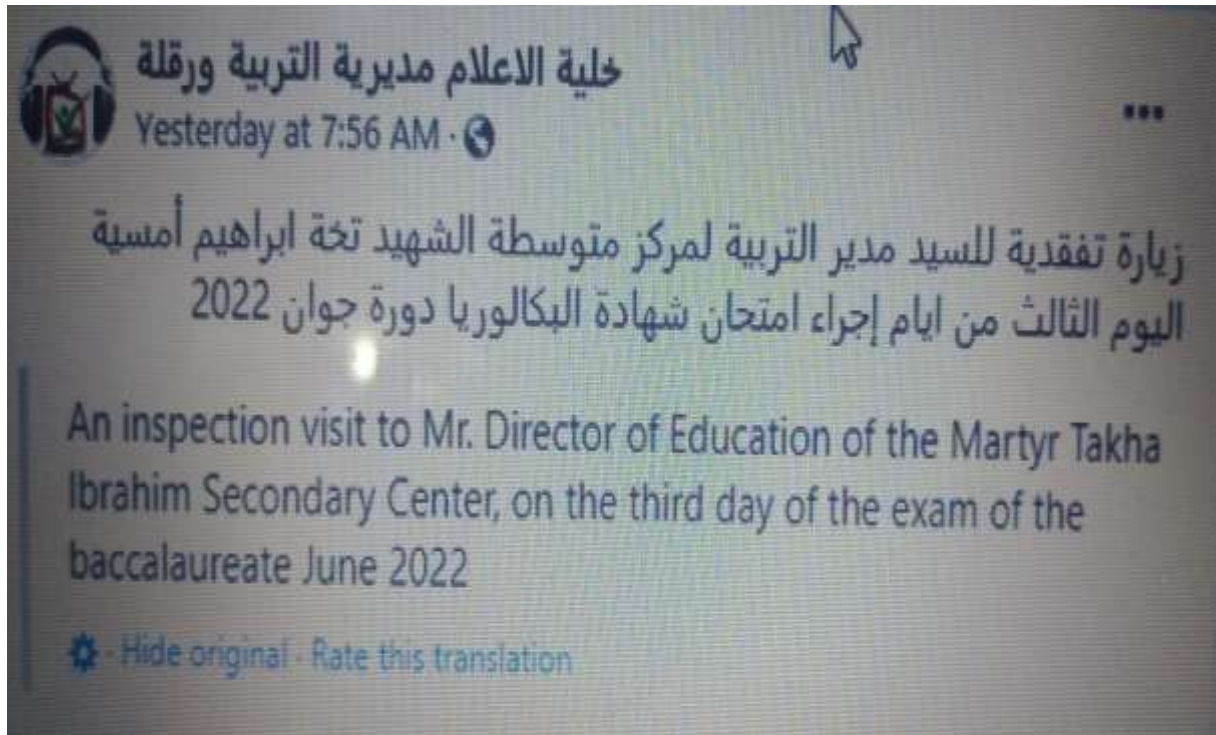 خلية الاعلام مديرية التربية ورقلة
Yesterday at 7:56 AM ·
زيارة تفقدية للسيد مدير التربية لمركز متوسطة الشهيد تخة ابراهيم أمسية
اليوم الثالث من ايام إجراء امتحان شهادة البكالوريا دورة جوان 2022
An inspection visit to Mr. Director of Education of the Martyr Takha
Ibrahim Secondary Center, on the third day of the exam of the
baccalaureate June 2022
· Hide original · Rate this translation